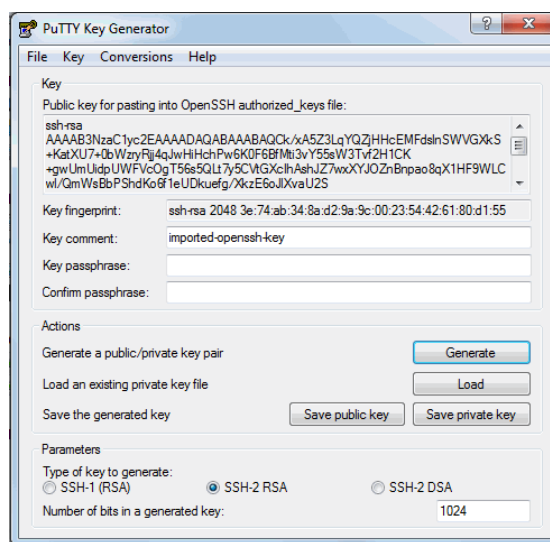 PuTTY Key Generator
File Key Conversions Help
Key
Public key for pasting into OpenSSH authorized_keys file:
ssh-rsa
AAAAB3NzaC1yc2EAAAADAQABAAABAQCk/xA5Z3LqYQZjHHcEMFdsInSWVGXkS
+KatXU7+0bWzryRjj4qJwHiHchPw6K0F6BfMti3vY55sW3Tvf2H1CK
+gwUmUidpUWFVcOgT56s5QLt7y5CVtGXcIhAshJZ7wxXYJOZnBnpao8qX1HF9WLC
wl/QmWsBbPShdKo6f1eUDkuefg/XkzE6oJlXvaU2S
Key fingerprint: ssh-rsa 2048 3e:74:ab:34:8a:d2:9a:9c:00:23:54:42:61:80:d1:55
Key comment: imported-openssh-key
Key passphrase:
Confirm passphrase:
Actions
Generate a public/private key pair Generate
Load an existing private key file Load
Save the generated key Save public key Save private key
Parameters
Type of key to generate:
SSH-1 (RSA) SSH-2 RSA SSH-2 DSA
Number of bits in a generated key: 1024